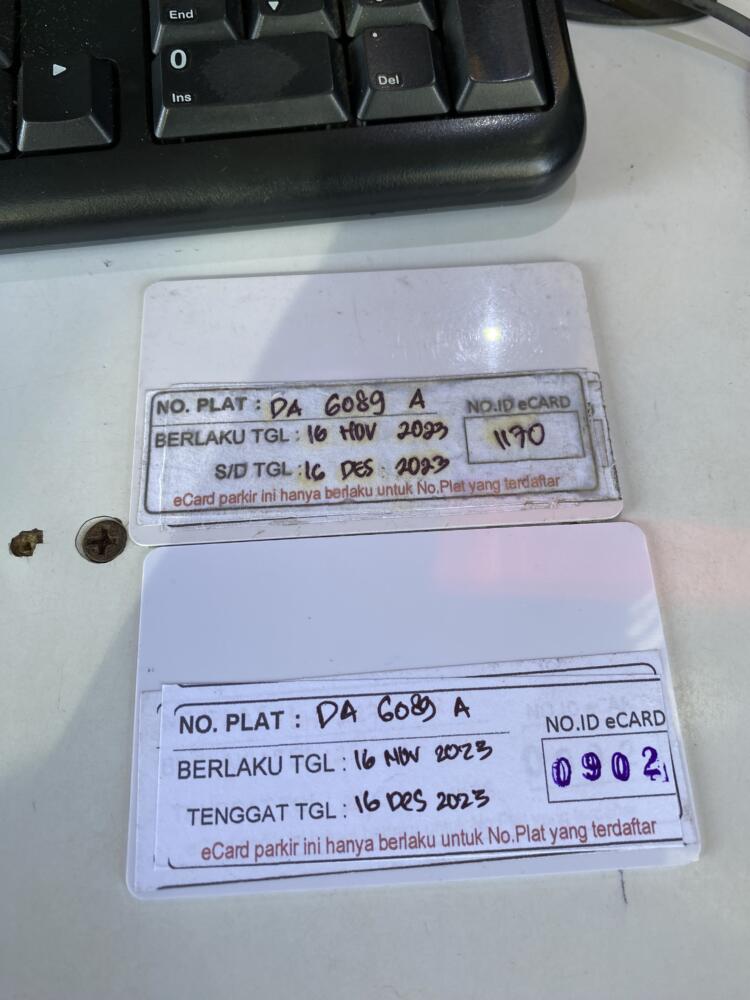 End
0
Ins
.
Del
NO. PLAT : DA 6089 A
NO.ID eCARD
BERLAKU TGL : 16 NOV 2023
1170
S/D TGL : 16 DES 2023
eCard parkir ini hanya berlaku untuk No.Plat yang terdaftar
NO. PLAT : DA 6089 A
NO.ID eCARD
BERLAKU TGL : 16 NOV 2023
0902
TENGGAT TGL : 16 DES 2023
eCard parkir ini hanya berlaku untuk No.Plat yang terdaftar